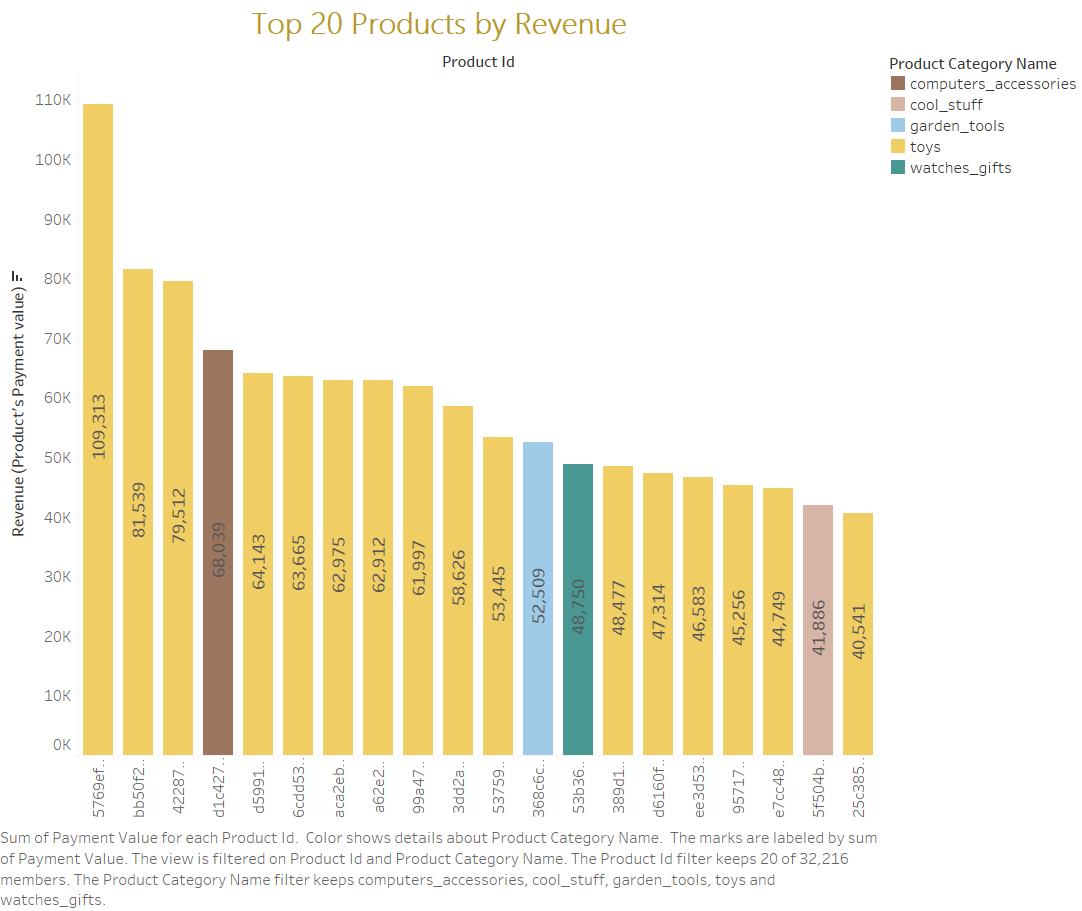 Top 20 Products by Revenue
Product Id
Product Category Name
computers_accessories
cool_stuff
garden_tools
toys
watches_gifts
Revenue (Product's Payment value)
110K
100K
90K
80K
70K
60K
50K
40K
30K
20K
10K
0K
109,313
81,539
79,512
68,039
64,143
63,665
62,975
62,912
61,997
58,626
53,445
52,509
48,750
48,477
47,314
46,583
45,256
44,749
41,886
40,541
5769ef..
bb50f2..
42287..
d1c427..
d5991..
6cdd53..
aca2eb..
a62e2..
99a47..
3dd2a..
53759..
368c6c..
53b36..
389d1..
d6160f..
ee3d53..
95717..
e7cc48..
5f504b..
25c385..
Sum of Payment Value for each Product Id.  Color shows details about Product Category Name.  The marks are labeled by sum
of Payment Value. The view is filtered on Product Id and Product Category Name. The Product Id filter keeps 20 of 32,216
members. The Product Category Name filter keeps computers_accessories, cool_stuff, garden_tools, toys and
watches_gifts.